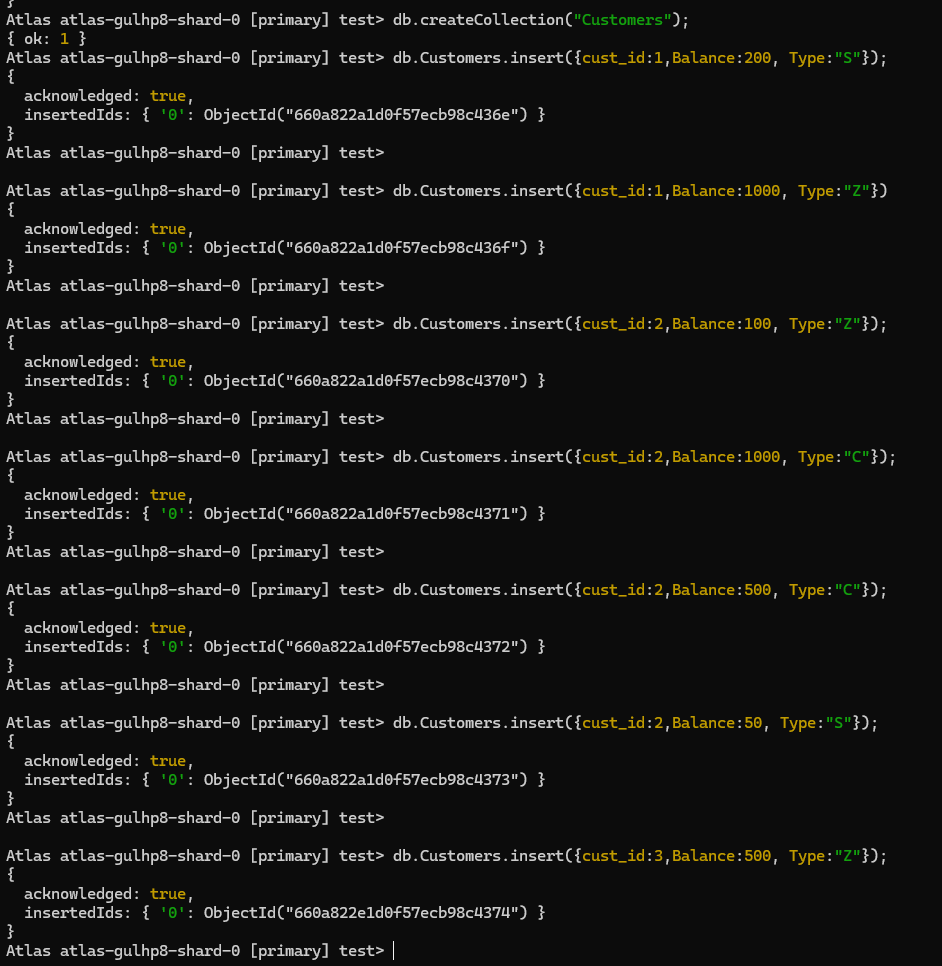 }
Atlas atlas-gulhp8-shard-0 [primary] test> db.createCollection("Customers");
{ ok: 1 }
Atlas atlas-gulhp8-shard-0 [primary] test> db.Customers.insert({cust_id:1,Balance:200, Type:"S"});
{
  acknowledged: true,
  insertedIds: { '0': ObjectId("660a822a1d0f57ecb98c436e") }
}
Atlas atlas-gulhp8-shard-0 [primary] test>
Atlas atlas-gulhp8-shard-0 [primary] test> db.Customers.insert({cust_id:1,Balance:1000, Type:"Z"})
{
  acknowledged: true,
  insertedIds: { '0': ObjectId("660a822a1d0f57ecb98c436f") }
}
Atlas atlas-gulhp8-shard-0 [primary] test>
Atlas atlas-gulhp8-shard-0 [primary] test> db.Customers.insert({cust_id:2,Balance:100, Type:"Z"});
{
  acknowledged: true,
  insertedIds: { '0': ObjectId("660a822a1d0f57ecb98c4370") }
}
Atlas atlas-gulhp8-shard-0 [primary] test>
Atlas atlas-gulhp8-shard-0 [primary] test> db.Customers.insert({cust_id:2,Balance:1000, Type:"C"});
{
  acknowledged: true,
  insertedIds: { '0': ObjectId("660a822a1d0f57ecb98c4371") }
}
Atlas atlas-gulhp8-shard-0 [primary] test>
Atlas atlas-gulhp8-shard-0 [primary] test> db.Customers.insert({cust_id:2,Balance:500, Type:"C"});
{
  acknowledged: true,
  insertedIds: { '0': ObjectId("660a822a1d0f57ecb98c4372") }
}
Atlas atlas-gulhp8-shard-0 [primary] test>
Atlas atlas-gulhp8-shard-0 [primary] test> db.Customers.insert({cust_id:2,Balance:50, Type:"S"});
{
  acknowledged: true,
  insertedIds: { '0': ObjectId("660a822a1d0f57ecb98c4373") }
}
Atlas atlas-gulhp8-shard-0 [primary] test>
Atlas atlas-gulhp8-shard-0 [primary] test> db.Customers.insert({cust_id:3,Balance:500, Type:"Z"});
{
  acknowledged: true,
  insertedIds: { '0': ObjectId("660a822e1d0f57ecb98c4374") }
}
Atlas atlas-gulhp8-shard-0 [primary] test>